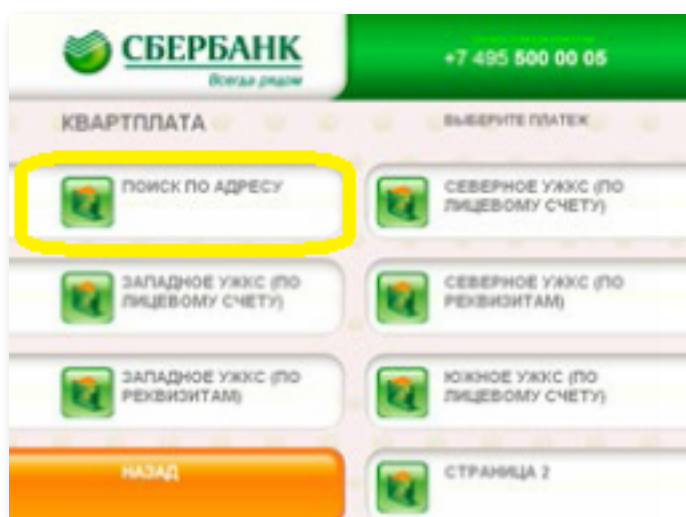 СБЕРБАНК
Всегда рядом
+7 495 500 00 05
КВАРТПЛАТА
ВЫБЕРИТЕ ПЛАТЕЖ
ПОИСК ПО АДРЕСУ
СЕВЕРНОЕ УЖКС (ПО
ЛИЦЕВОМУ СЧЕТУ)
ЗАПАДНОЕ УЖКС (ПО
ЛИЦЕВОМУ СЧЕТУ)
СЕВЕРНОЕ УЖКС (ПО
РЕКВИЗИТАМ)
ЗАПАДНОЕ УЖКС (ПО
РЕКВИЗИТАМ)
ЮЖНОЕ УЖКС (ПО
ЛИЦЕВОМУ СЧЕТУ)
НАЗАД
СТРАНИЦА 2